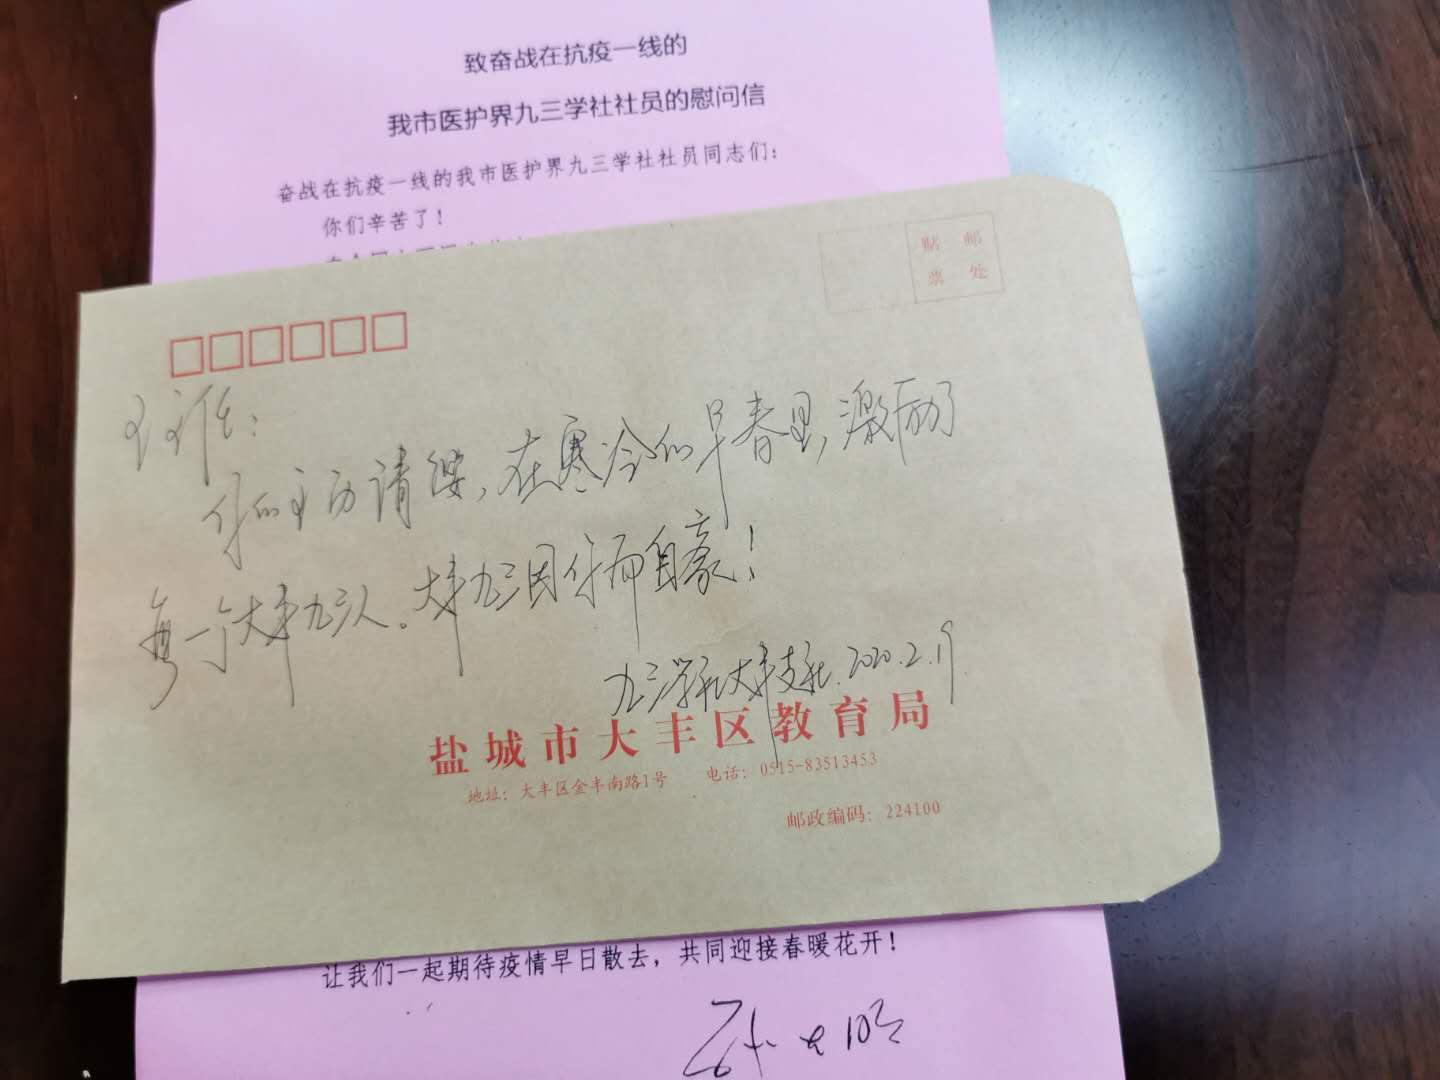 致奋战在抗疫一线的
我市医护界九三学社社员的慰问信
奋战在抗疫一线的我市医护界九三学社社员同志们：
你们辛苦了！
贴 邮
票 处
你的主动请缨，在寒冷的早春里，激励了
每一个大丰九三人。大丰九三因你而自豪！
九三学社大丰支社.2020.2.19
盐城市大丰区教育局
地址：大丰区金丰南路1号 电话：0515-83513453
邮政编码：224100
让我们一起期待疫情早日散去，共同迎接春暖花开！